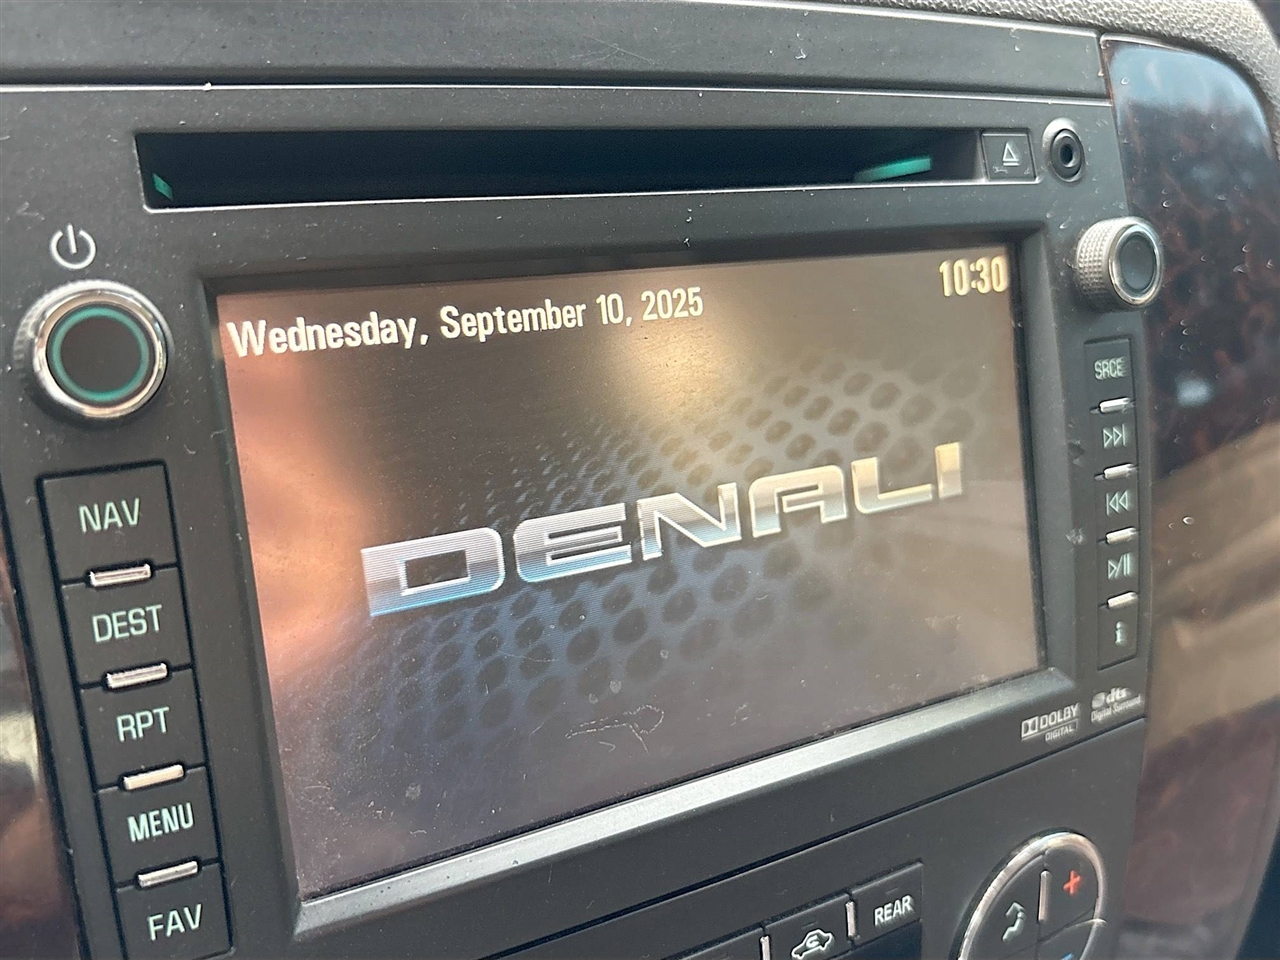 Wednesday, September 10, 2025
10:30
DENALI
NAV
DEST
RPT
MENU
FAV
SRCE
i
DOLBY
DIGITAL
dts
Digital Surround
REAR